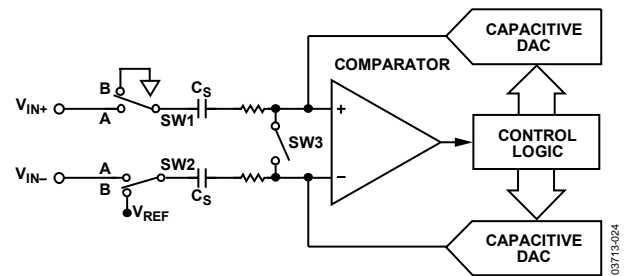 CAPACITIVE
DAC
COMPARATOR
B
CS
VIN+
A
SW1
+
SW3
CONTROL
LOGIC
VIN–
A
SW2
–
B
CS
VREF
CAPACITIVE
DAC
03713-024